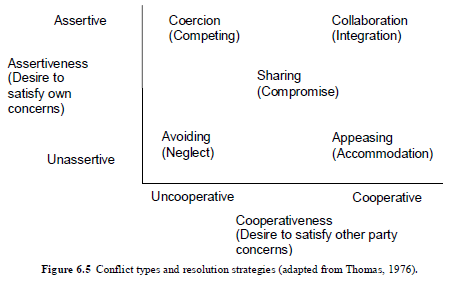 Assertive
Coercion
(Competing)
Collaboration
(Integration)
Assertiveness
(Desire to
satisfy own
concerns)
Sharing
(Compromise)
Avoiding
(Neglect)
Appeasing
(Accommodation)
Unassertive
Uncooperative
Cooperative
Cooperativeness
(Desire to satisfy other party
concerns)
Figure 6.5 Conflict types and resolution strategies (adapted from Thomas, 1976).